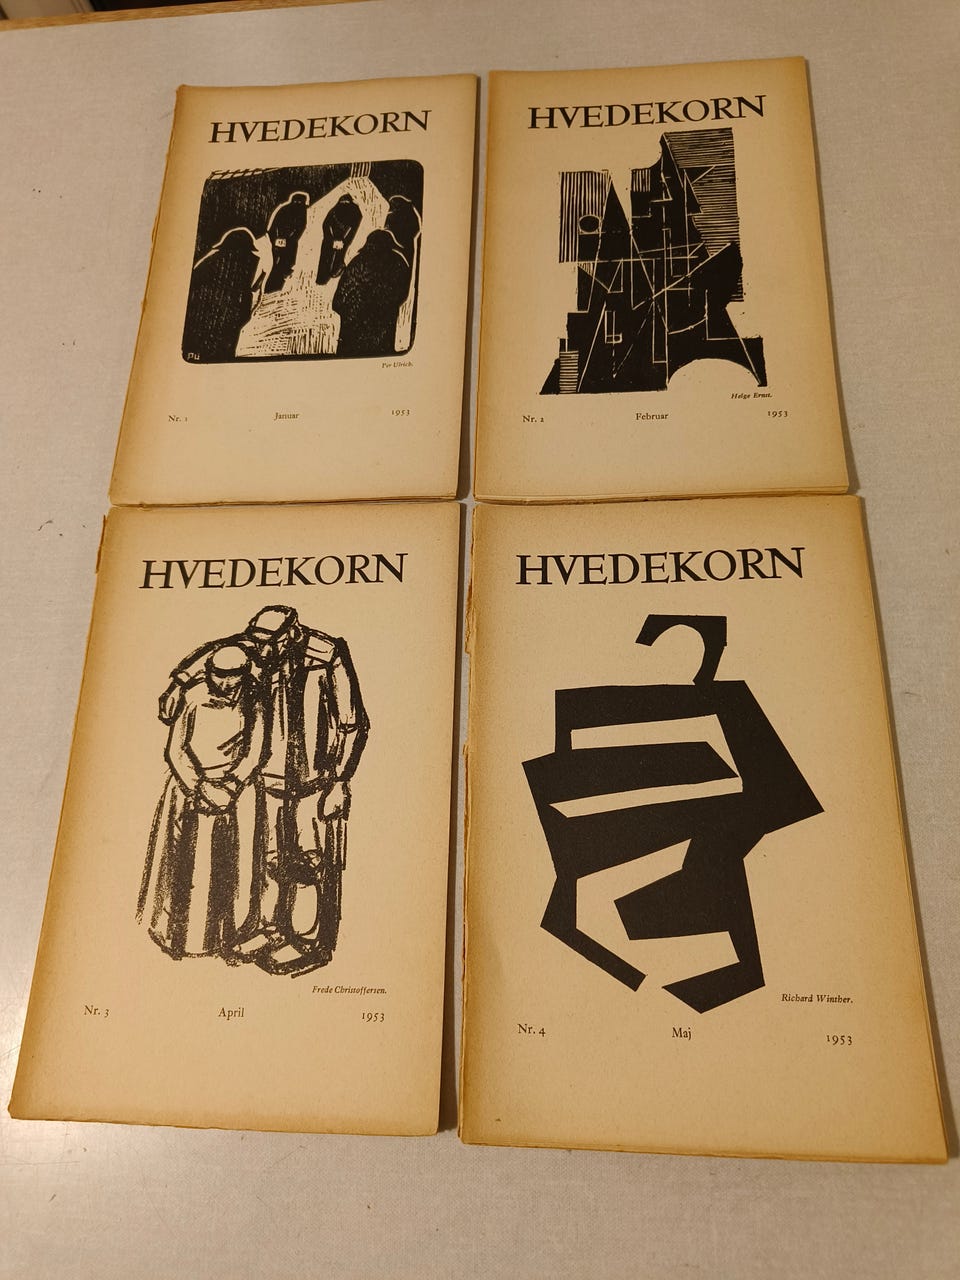 HVEDEKORN
PU
Per Ulrich.
Nr. 1 Januar 1953
HVEDEKORN
Helge Ernst.
Nr. 2 Februar 1953
HVEDEKORN
Frede Christoffersen.
Nr. 3 April 1953
HVEDEKORN
Richard Winther.
Nr. 4 Maj 1953